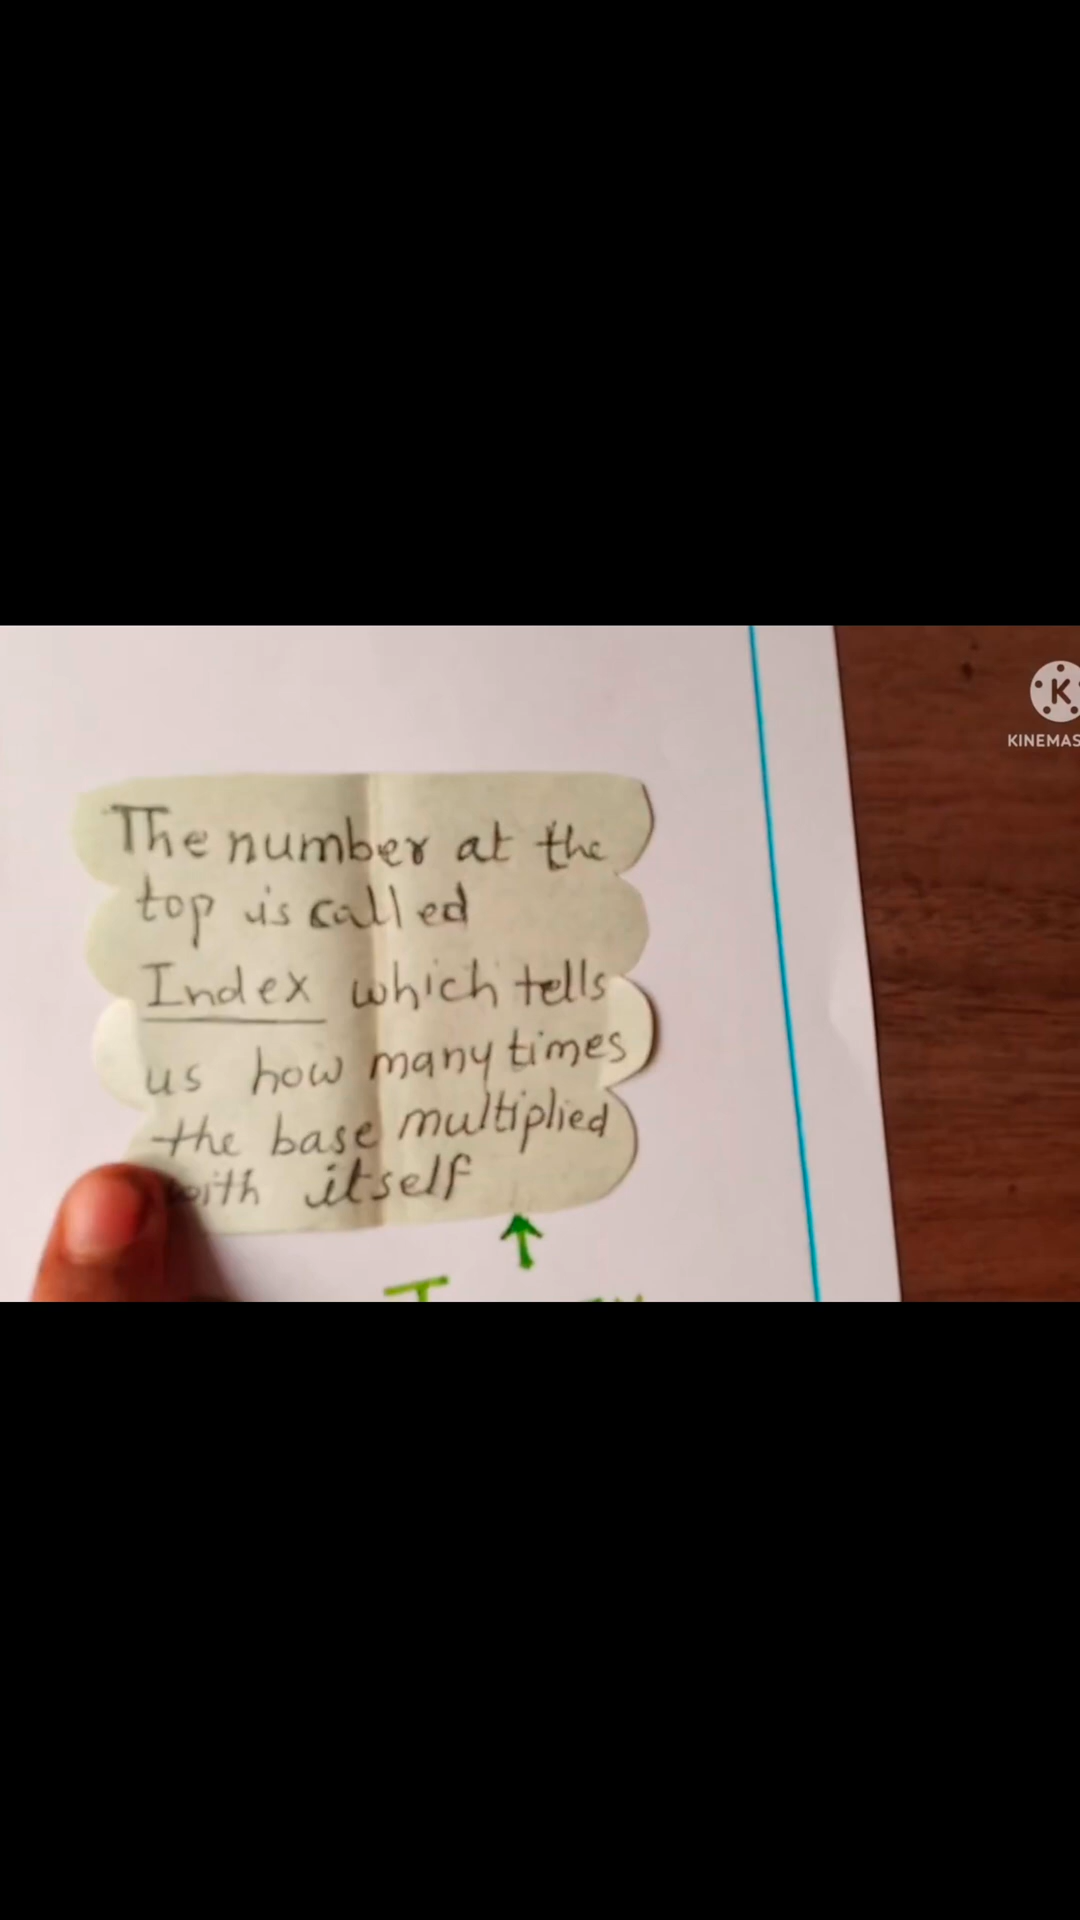 The number at the
top is called
Index which tells
us how many times
the base multiplied
with itself
KINEMAS